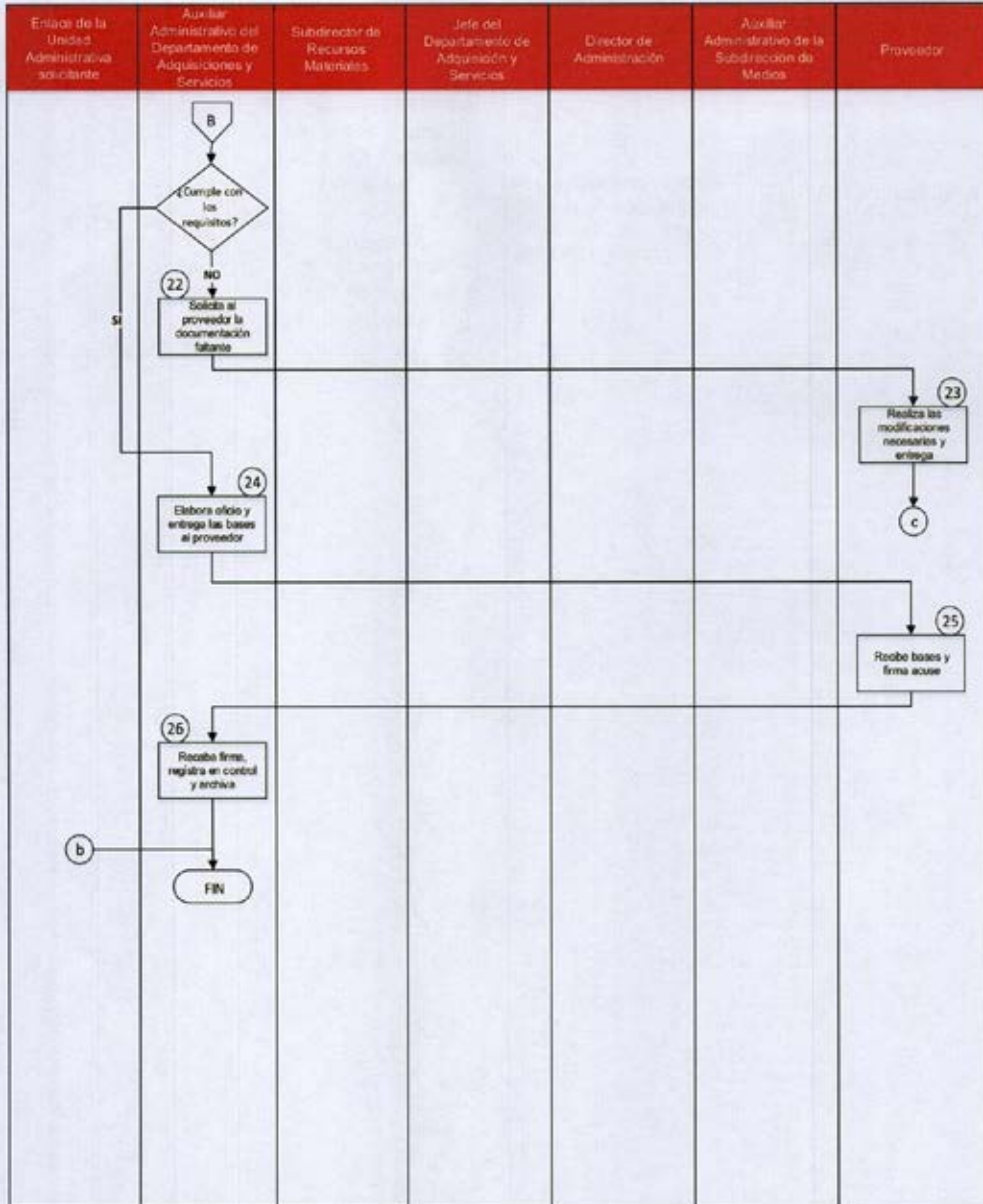 Enlace de la
Unidad
Administrativa
solicitante
Auxiliar
Administrativo del
Departamento de
Adquisiciones y
Servicios
Subdirector de
Recursos
Materiales
Jefe del
Departamento de
Adquisición y
Servicios
Director de
Administración
Auxiliar
Administrativo de la
Subdirección de
Medios
Proveedor
B
¿Cumple con
los
requisitos?
NO
SI
22
Solicita al
proveedor la
documentación
faltante
23
Realiza las
modificaciones
necesarias y
entrega
c
24
Elabora oficio y
entrega las bases
al proveedor
25
Recibe bases y
firma acuse
26
Recaba firma,
registra en control
y archiva
b
FIN